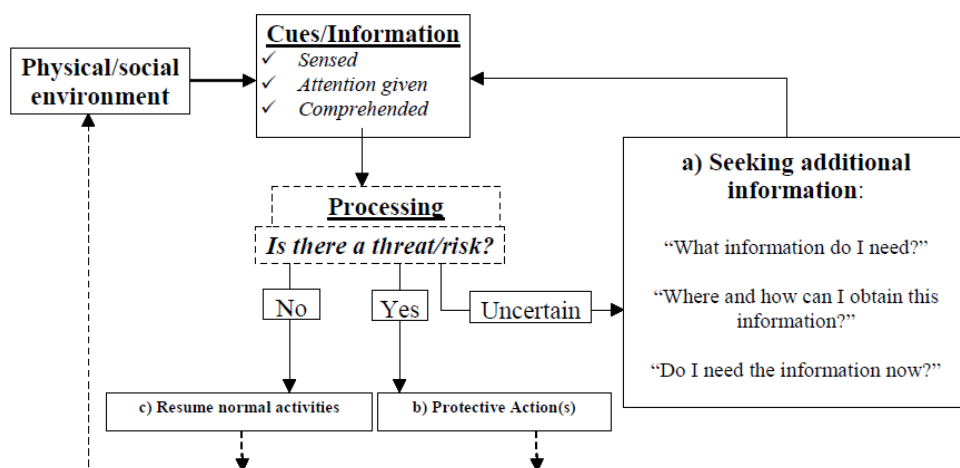 Cues/Information
✓ Sensed
✓ Attention given
✓ Comprehended
Physical/social
environment
a) Seeking additional
information:
“What information do I need?”
“Where and how can I obtain this
information?”
“Do I need the information now?”
Processing
Is there a threat/risk?
No
Yes
Uncertain
c) Resume normal activities
b) Protective Action(s)